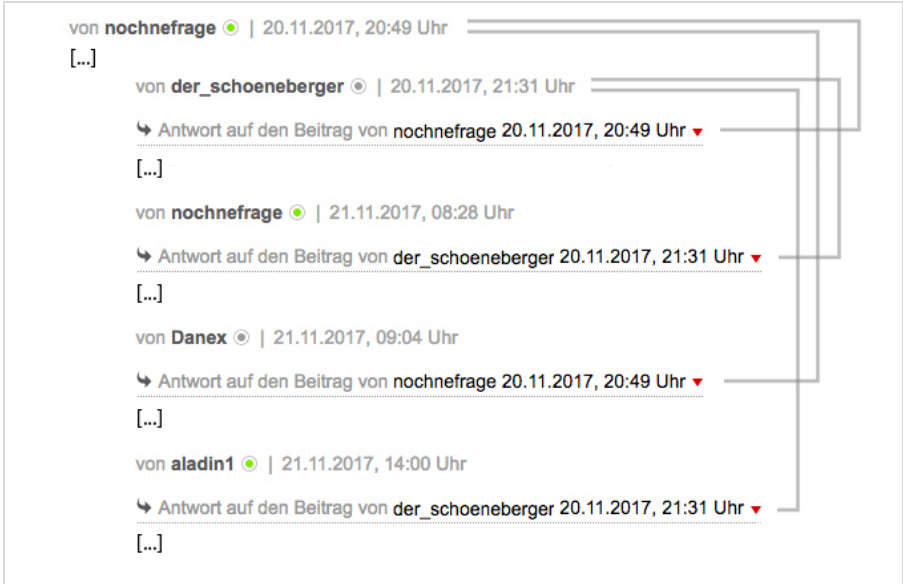 von nochnefrage | 20.11.2017, 20:49 Uhr
[...]
von der_schoeneberger | 20.11.2017, 21:31 Uhr
Antwort auf den Beitrag von nochnefrage 20.11.2017, 20:49 Uhr
[...]
von nochnefrage | 21.11.2017, 08:28 Uhr
Antwort auf den Beitrag von der_schoeneberger 20.11.2017, 21:31 Uhr
[...]
von Danex | 21.11.2017, 09:04 Uhr
Antwort auf den Beitrag von nochnefrage 20.11.2017, 20:49 Uhr
[...]
von aladin1 | 21.11.2017, 14:00 Uhr
Antwort auf den Beitrag von der_schoeneberger 20.11.2017, 21:31 Uhr
[...]